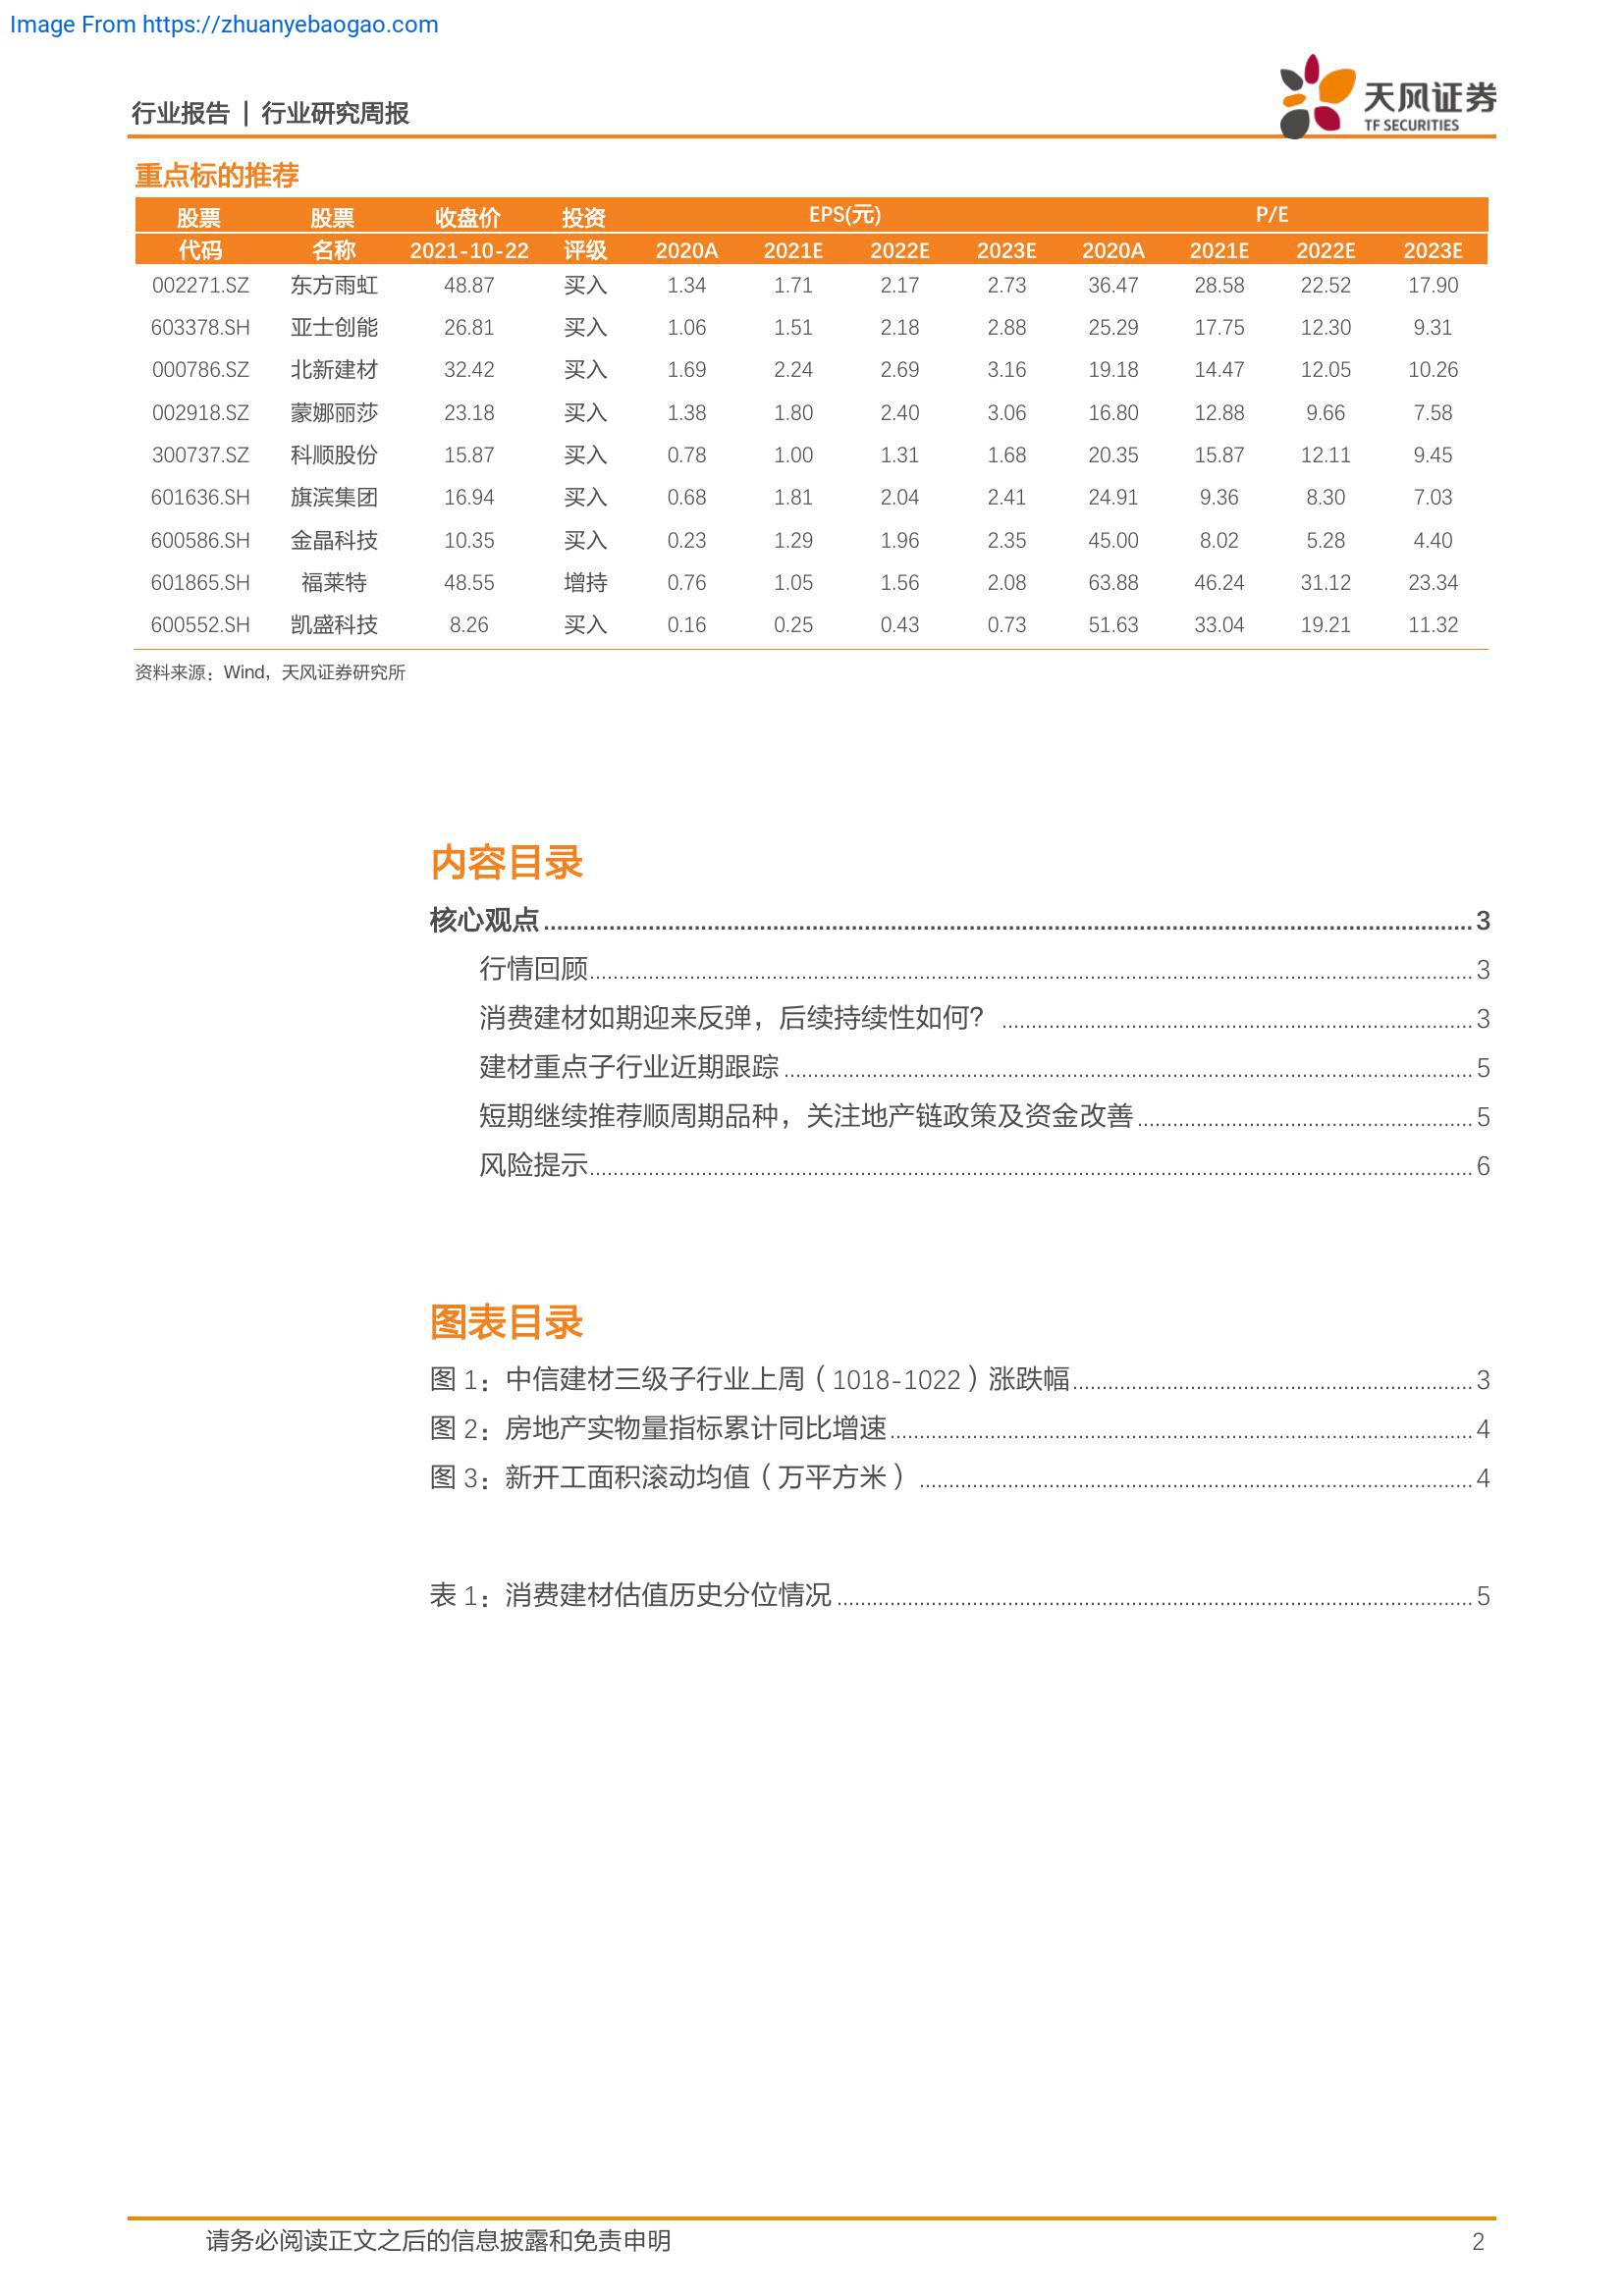 Image From https://zhuanyebaogao.com
行业报告 | 行业研究周报
天风证券
TF SECURITIES
重点标的推荐
股票 股票 收盘价 投资 EPS(元) P/E
代码 名称 2021-10-22 评级 2020A 2021E 2022E 2023E 2020A 2021E 2022E 2023E
002271.SZ 东方雨虹 48.87 买入 1.34 1.71 2.17 2.73 36.47 28.58 22.52 17.90
603378.SH 亚士创能 26.81 买入 1.06 1.51 2.18 2.88 25.29 17.75 12.30 9.31
000786.SZ 北新建材 32.42 买入 1.69 2.24 2.69 3.16 19.18 14.47 12.05 10.26
002918.SZ 蒙娜丽莎 23.18 买入 1.38 1.80 2.40 3.06 16.80 12.88 9.66 7.58
300737.SZ 科顺股份 15.87 买入 0.78 1.00 1.31 1.68 20.35 15.87 12.11 9.45
601636.SH 旗滨集团 16.94 买入 0.68 1.81 2.04 2.41 24.91 9.36 8.30 7.03
600586.SH 金晶科技 10.35 买入 0.23 1.29 1.96 2.35 45.00 8.02 5.28 4.40
601865.SH 福莱特 48.55 增持 0.76 1.05 1.56 2.08 63.88 46.24 31.12 23.34
600552.SH 凯盛科技 8.26 买入 0.16 0.25 0.43 0.73 51.63 33.04 19.21 11.32
资料来源：Wind，天风证券研究所
内容目录
核心观点 3
行情回顾 3
消费建材如期迎来反弹，后续持续性如何？ 3
建材重点子行业近期跟踪 5
短期继续推荐顺周期品种，关注地产链政策及资金改善 5
风险提示 6
图表目录
图 1：中信建材三级子行业上周（1018-1022）涨跌幅 3
图 2：房地产实物量指标累计同比增速 4
图 3：新开工面积滚动均值（万平方米） 4
表 1：消费建材估值历史分位情况 5
请务必阅读正文之后的信息披露和免责申明 2